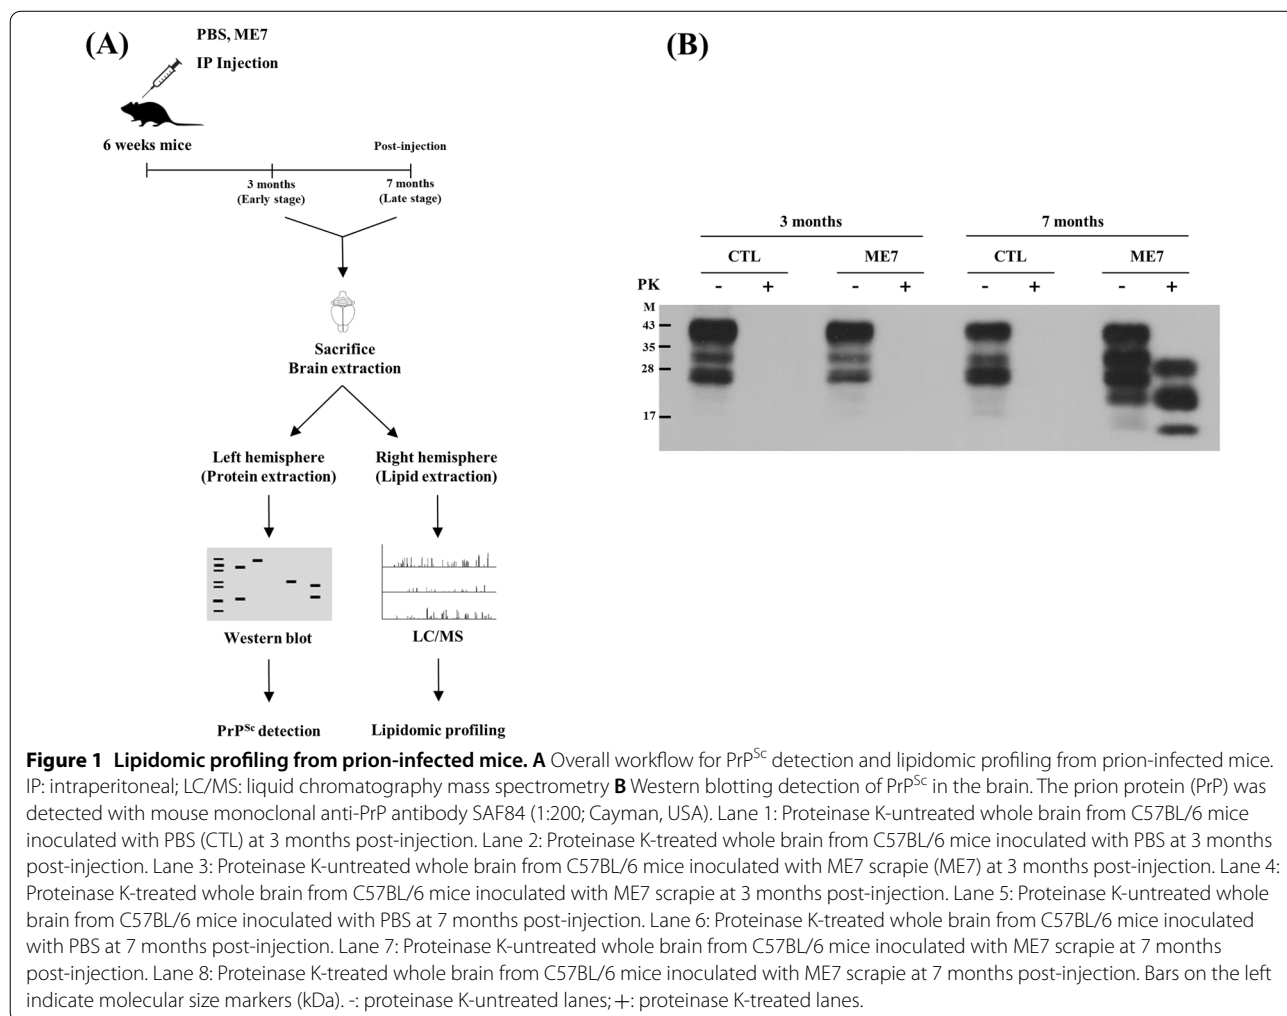 (A)
PBS, ME7
IP Injection
6 weeks mice
Post-injection
3 months
(Early stage)
7 months
(Late stage)
Sacrifice
Brain extraction
Left hemisphere
(Protein extraction)
Right hemisphere
(Lipid extraction)
Western blot
LC/MS
PrPSc detection
Lipidomic profiling
(B)
3 months
7 months
CTL
ME7
CTL
ME7
PK
- + - + - + - +
M
43
35
28
17
Figure 1 Lipidomic profiling from prion-infected mice. A Overall workflow for PrPSc detection and lipidomic profiling from prion-infected mice.
IP: intraperitoneal; LC/MS: liquid chromatography mass spectrometry B Western blotting detection of PrPSc in the brain. The prion protein (PrP) was
detected with mouse monoclonal anti-PrP antibody SAF84 (1:200; Cayman, USA). Lane 1: Proteinase K-untreated whole brain from C57BL/6 mice
inoculated with PBS (CTL) at 3 months post-injection. Lane 2: Proteinase K-treated whole brain from C57BL/6 mice inoculated with PBS at 3 months
post-injection. Lane 3: Proteinase K-untreated whole brain from C57BL/6 mice inoculated with ME7 scrapie (ME7) at 3 months post-injection. Lane 4:
Proteinase K-treated whole brain from C57BL/6 mice inoculated with ME7 scrapie at 3 months post-injection. Lane 5: Proteinase K-untreated whole
brain from C57BL/6 mice inoculated with PBS at 7 months post-injection. Lane 6: Proteinase K-treated whole brain from C57BL/6 mice inoculated
with PBS at 7 months post-injection. Lane 7: Proteinase K-untreated whole brain from C57BL/6 mice inoculated with ME7 scrapie at 7 months
post-injection. Lane 8: Proteinase K-treated whole brain from C57BL/6 mice inoculated with ME7 scrapie at 7 months post-injection. Bars on the left
indicate molecular size markers (kDa). -: proteinase K-untreated lanes; +: proteinase K-treated lanes.